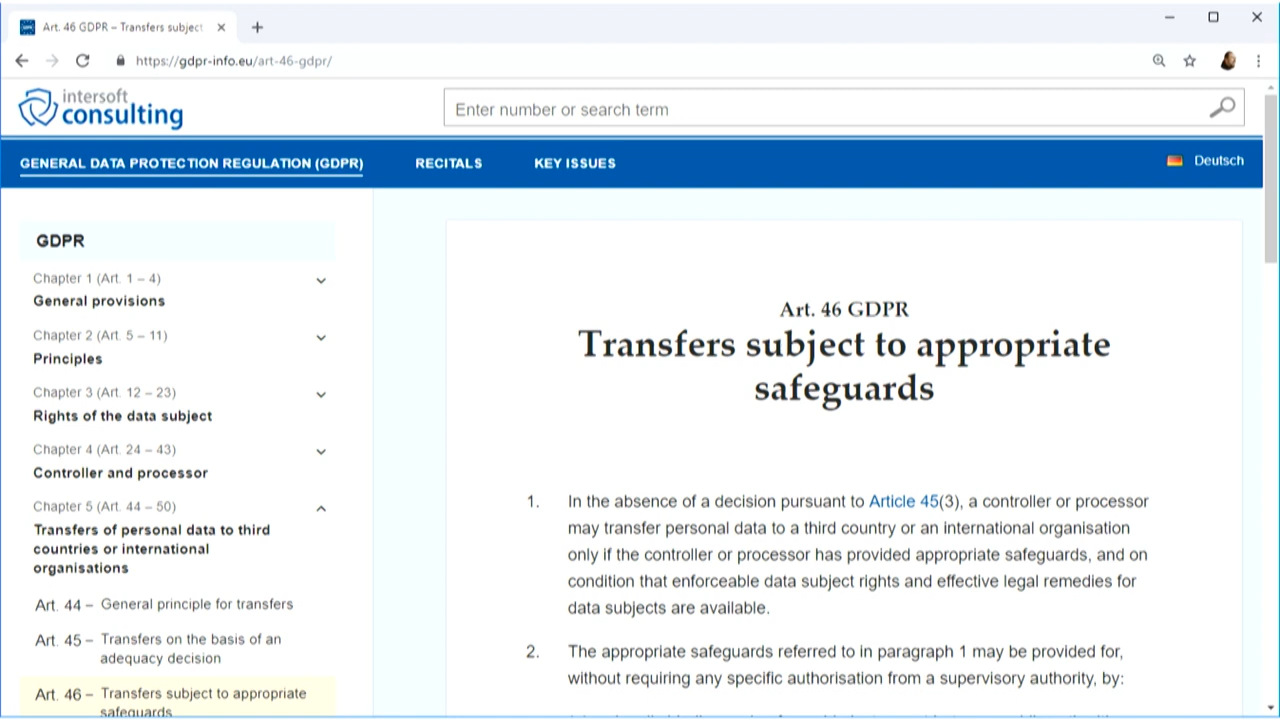 Art. 46 GDPR – Transfers subject
https://gdpr-info.eu/art-46-gdpr/
intersoft
consulting
Enter number or search term
GENERAL DATA PROTECTION REGULATION (GDPR) RECITALS KEY ISSUES Deutsch
GDPR
Chapter 1 (Art. 1 – 4)
General provisions
Chapter 2 (Art. 5 – 11)
Principles
Chapter 3 (Art. 12 – 23)
Rights of the data subject
Chapter 4 (Art. 24 – 43)
Controller and processor
Chapter 5 (Art. 44 – 50)
Transfers of personal data to third
countries or international
organisations
Art. 44 – General principle for transfers
Art. 45 – Transfers on the basis of an
adequacy decision
Art. 46 – Transfers subject to appropriate
safeguards
Art. 46 GDPR
Transfers subject to appropriate
safeguards
1. In the absence of a decision pursuant to Article 45(3), a controller or processor
may transfer personal data to a third country or an international organisation
only if the controller or processor has provided appropriate safeguards, and on
condition that enforceable data subject rights and effective legal remedies for
data subjects are available.
2. The appropriate safeguards referred to in paragraph 1 may be provided for,
without requiring any specific authorisation from a supervisory authority, by: